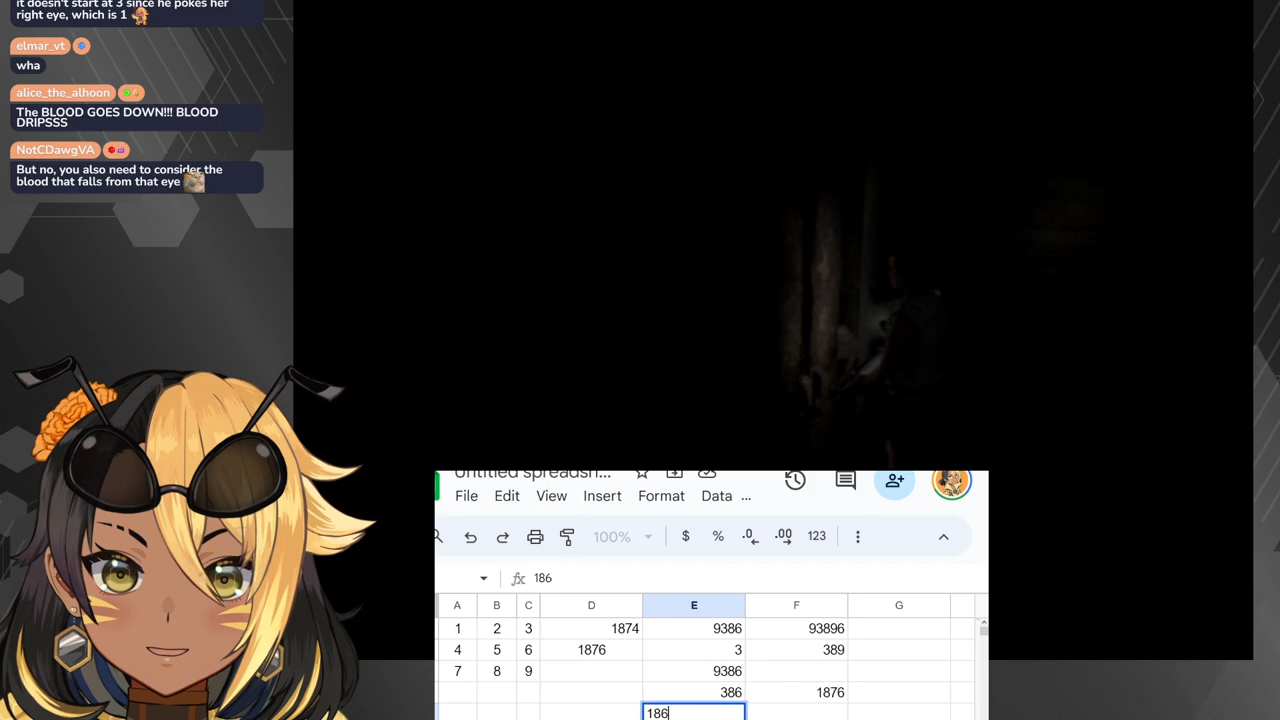 it doesn't start at 3 since he pokes her
right eye, which is 1
elmar_vt
wha
alice_the_alhoon
The BLOOD GOES DOWN!!! BLOOD
DRIPSSS
NotCDawgVA
But no, you also need to consider the
blood that falls from that eye
Untitled spreadsh...
File Edit View Insert Format Data ...
100% $ % .0 .00 123
fx 186
A B C D E F G
1 2 3 1874 9386 93896
4 5 6 1876 3 389
7 8 9 9386
386 1876
186